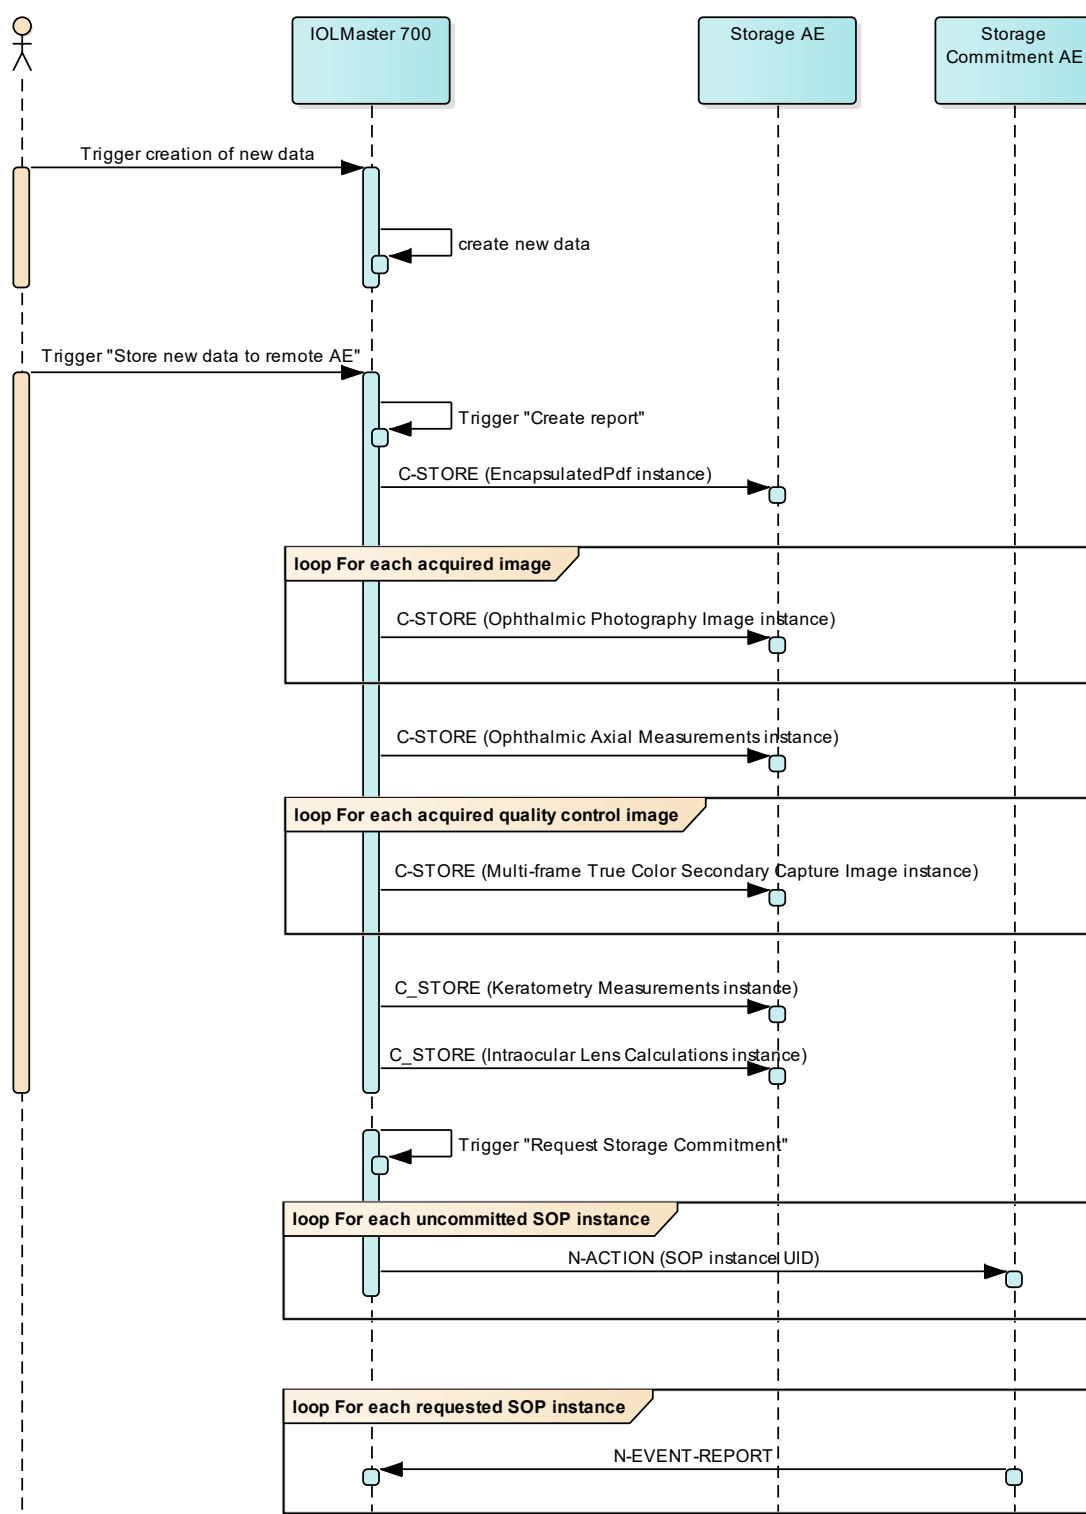 IOLMaster 700
Storage AE
Storage
Commitment AE
Trigger creation of new data
create new data
Trigger "Store new data to remote AE"
Trigger "Create report"
C-STORE (EncapsulatedPdf instance)
loop For each acquired image
C-STORE (Ophthalmic Photography Image instance)
C-STORE (Ophthalmic Axial Measurements instance)
loop For each acquired quality control image
C-STORE (Multi-frame True Color Secondary Capture Image instance)
C_STORE (Keratometry Measurements instance)
C_STORE (Intraocular Lens Calculations instance)
Trigger "Request Storage Commitment"
loop For each uncommitted SOP instance
N-ACTION (SOP instance UID)
loop For each requested SOP instance
N-EVENT-REPORT